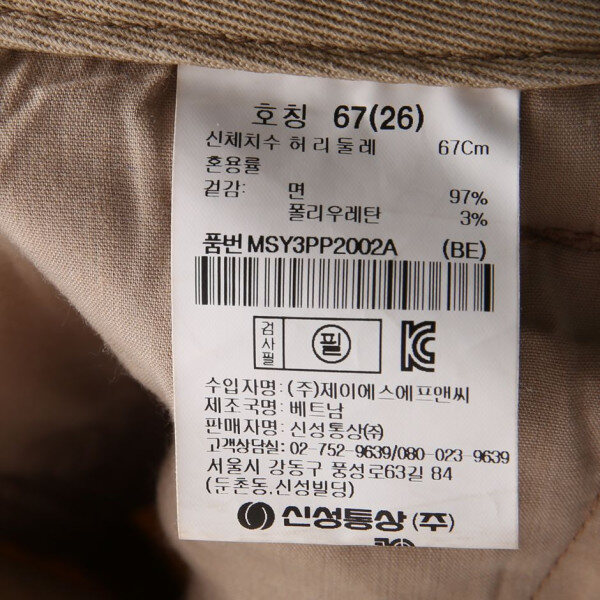 호칭 67(26)
신체치수 허리둘레 67Cm
혼용률
겉감: 면 97%
폴리우레탄 3%
품번 MSY3PP2002A (BE)
검사필 필
수입자명: (주)제이에스에프앤씨
제조국명: 베트남
판매자명: 신성통상㈜
고객상담실: 02-752-9639/080-023-9639
서울시 강동구 풍성로63길 84
(둔촌동,신성빌딩)
신성통상 (주)